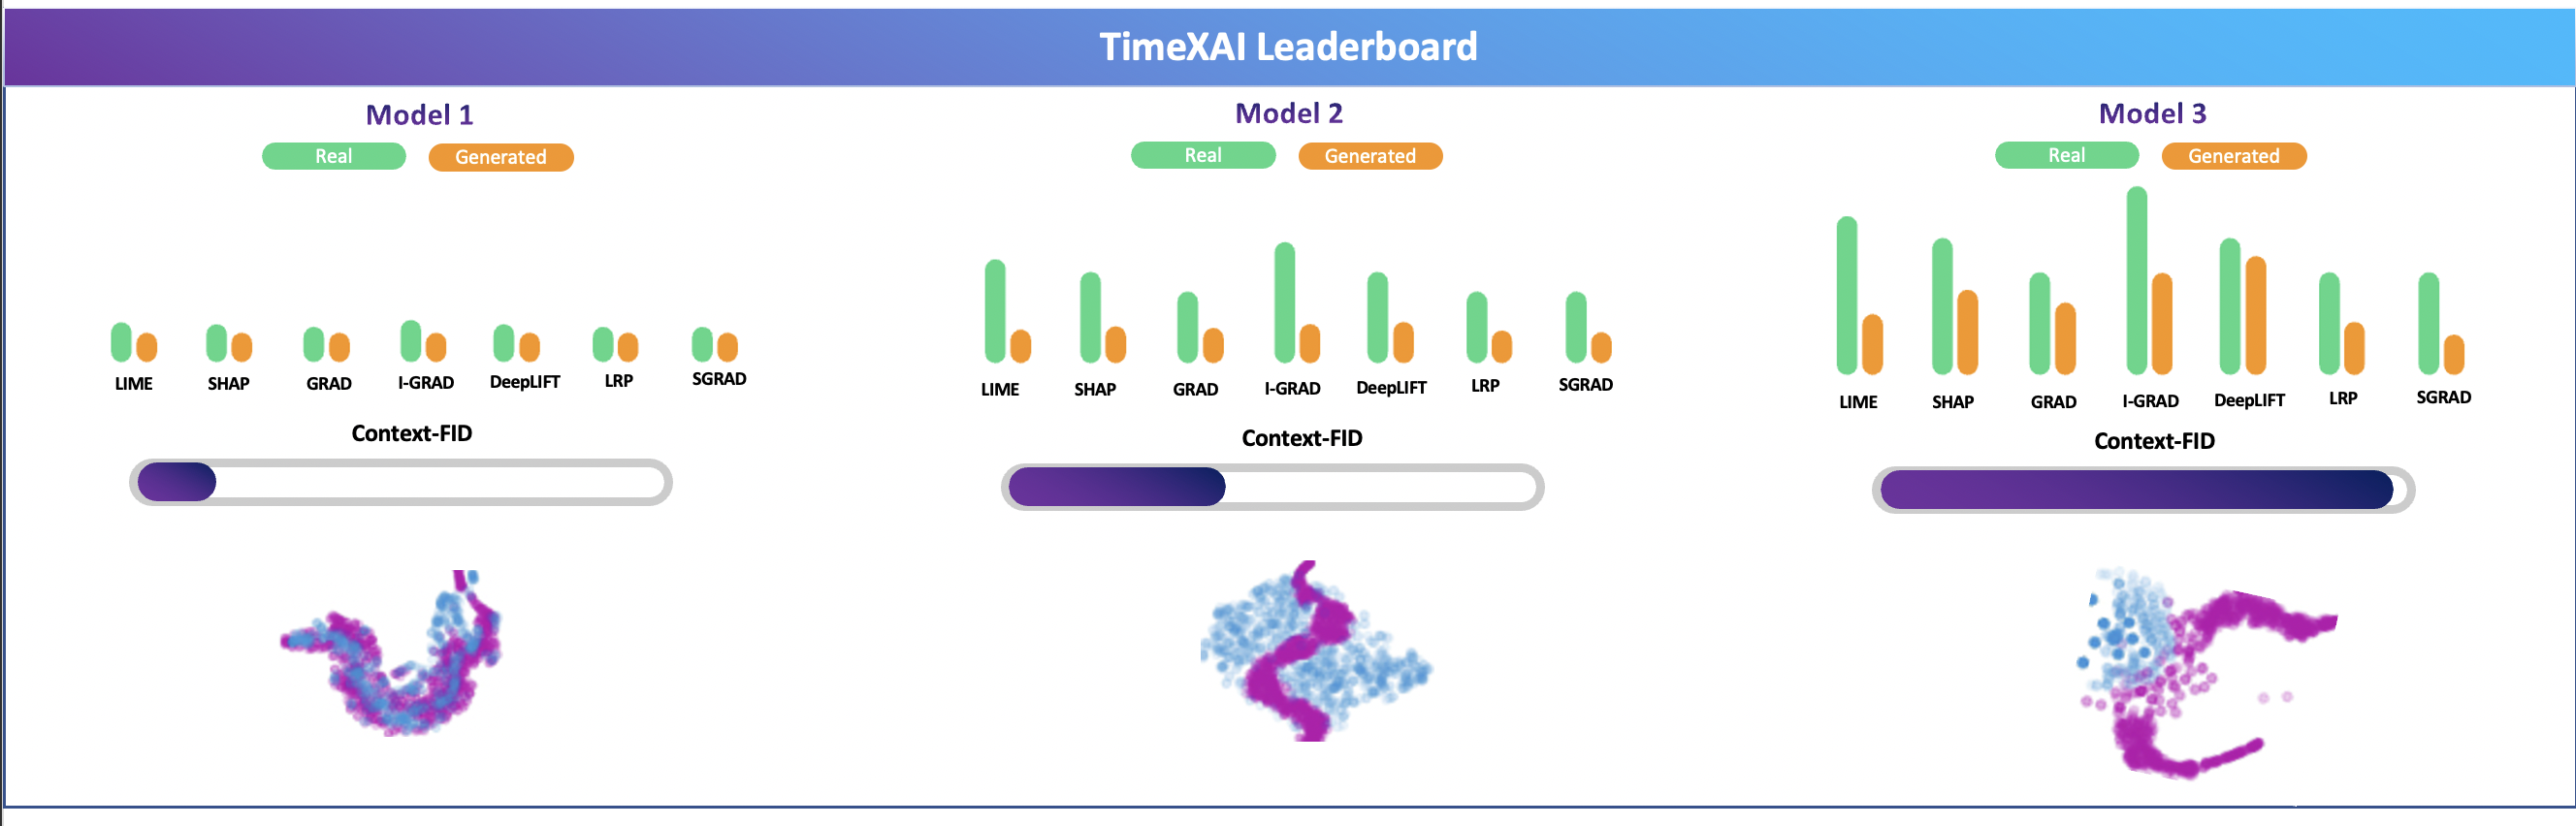 TimeXAI Leaderboard
Model 1
Real Generated
LIME SHAP GRAD I-GRAD DeepLIFT LRP SGRAD
Context-FID
Model 2
Real Generated
LIME SHAP GRAD I-GRAD DeepLIFT LRP SGRAD
Context-FID
Model 3
Real Generated
LIME SHAP GRAD I-GRAD DeepLIFT LRP SGRAD
Context-FID